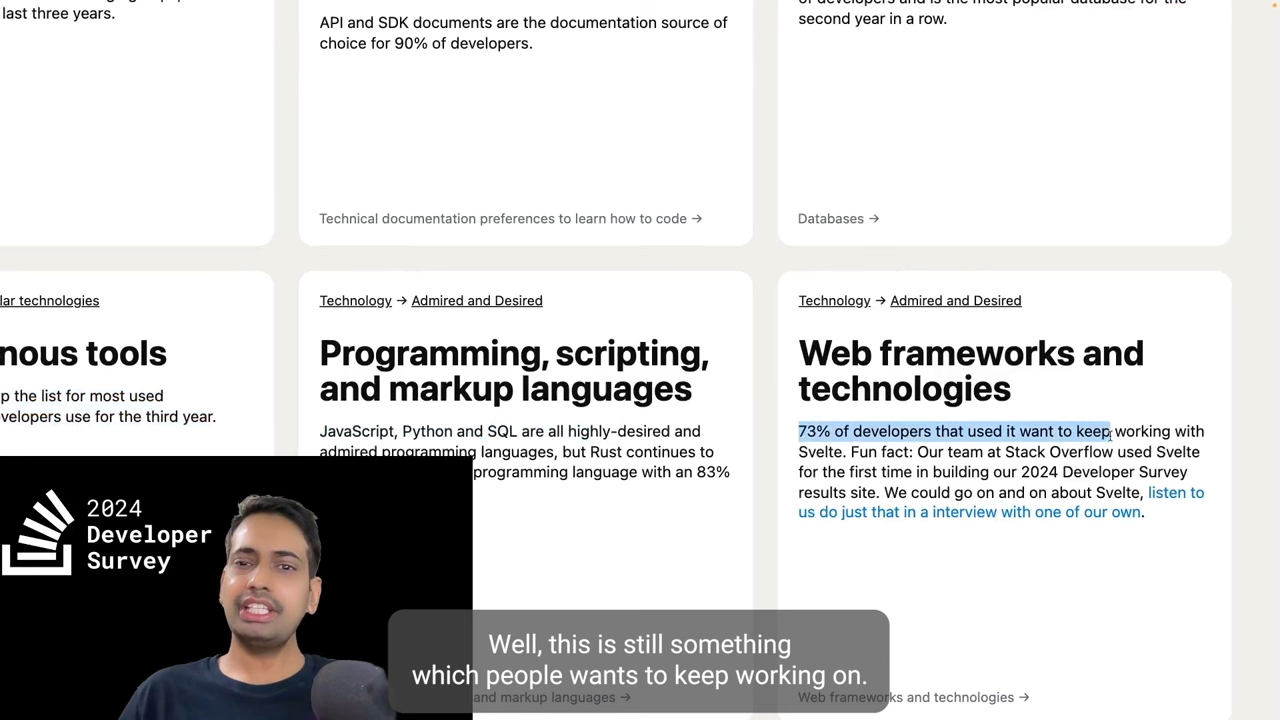 last three years.
API and SDK documents are the documentation source of
choice for 90% of developers.
second year in a row.
Technical documentation preferences to learn how to code →
Databases →
lar technologies
nous tools
p the list for most used
velopers use for the third year.
Technology → Admired and Desired
Programming, scripting,
and markup languages
JavaScript, Python and SQL are all highly-desired and
admired programming languages, but Rust continues to
programming language with an 83%
and markup languages →
Technology → Admired and Desired
Web frameworks and
technologies
73% of developers that used it want to keep working with
Svelte. Fun fact: Our team at Stack Overflow used Svelte
for the first time in building our 2024 Developer Survey
results site. We could go on and on about Svelte, listen to
us do just that in a interview with one of our own.
Web frameworks and technologies →
2024
Developer
Survey
Well, this is still something
which people wants to keep working on.